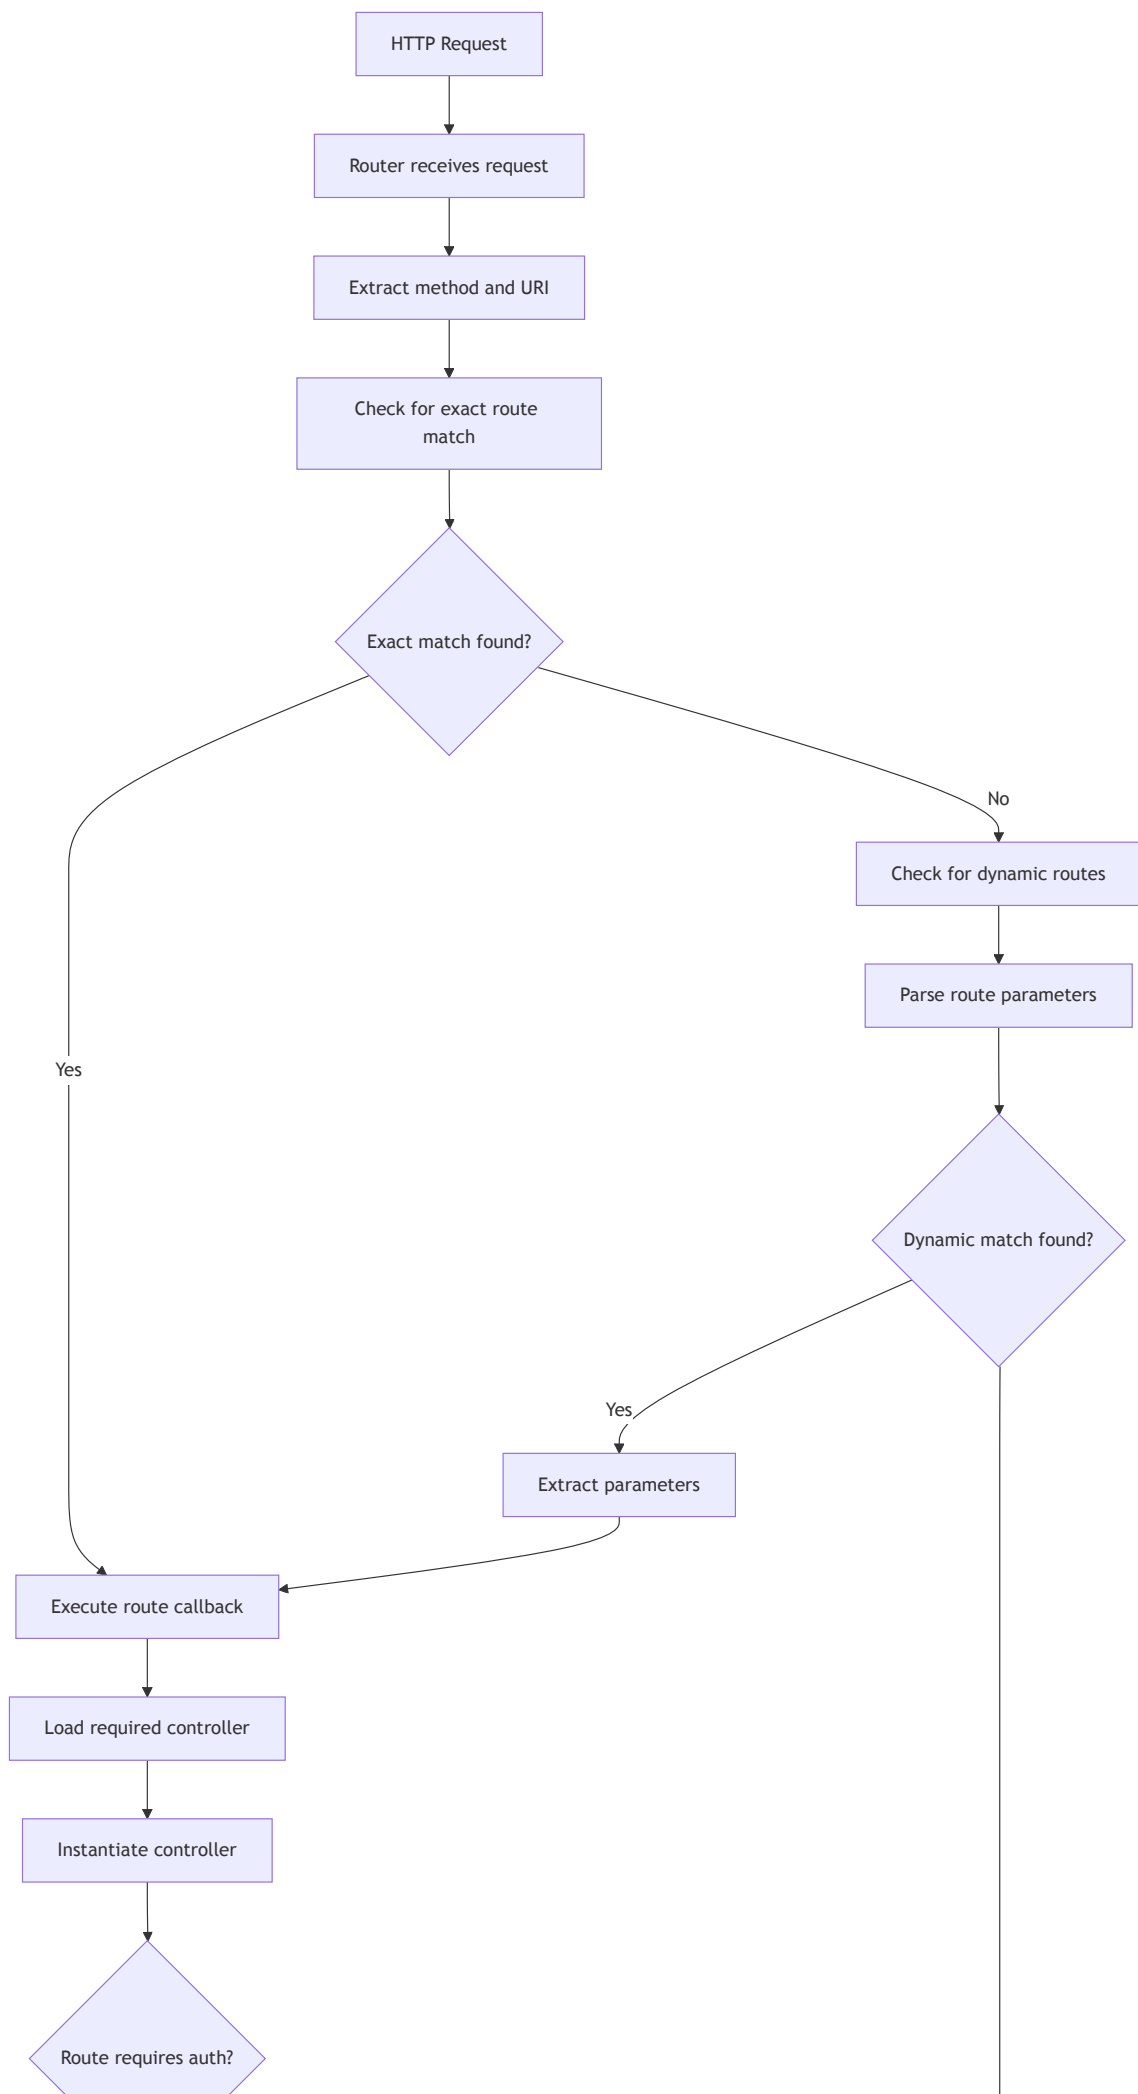 HTTP Request
Router receives request
Extract method and URI
Check for exact route
match
Exact match found?
No
Check for dynamic routes
Parse route parameters
Yes
Dynamic match found?
Yes
Extract parameters
Execute route callback
Load required controller
Instantiate controller
Route requires auth?